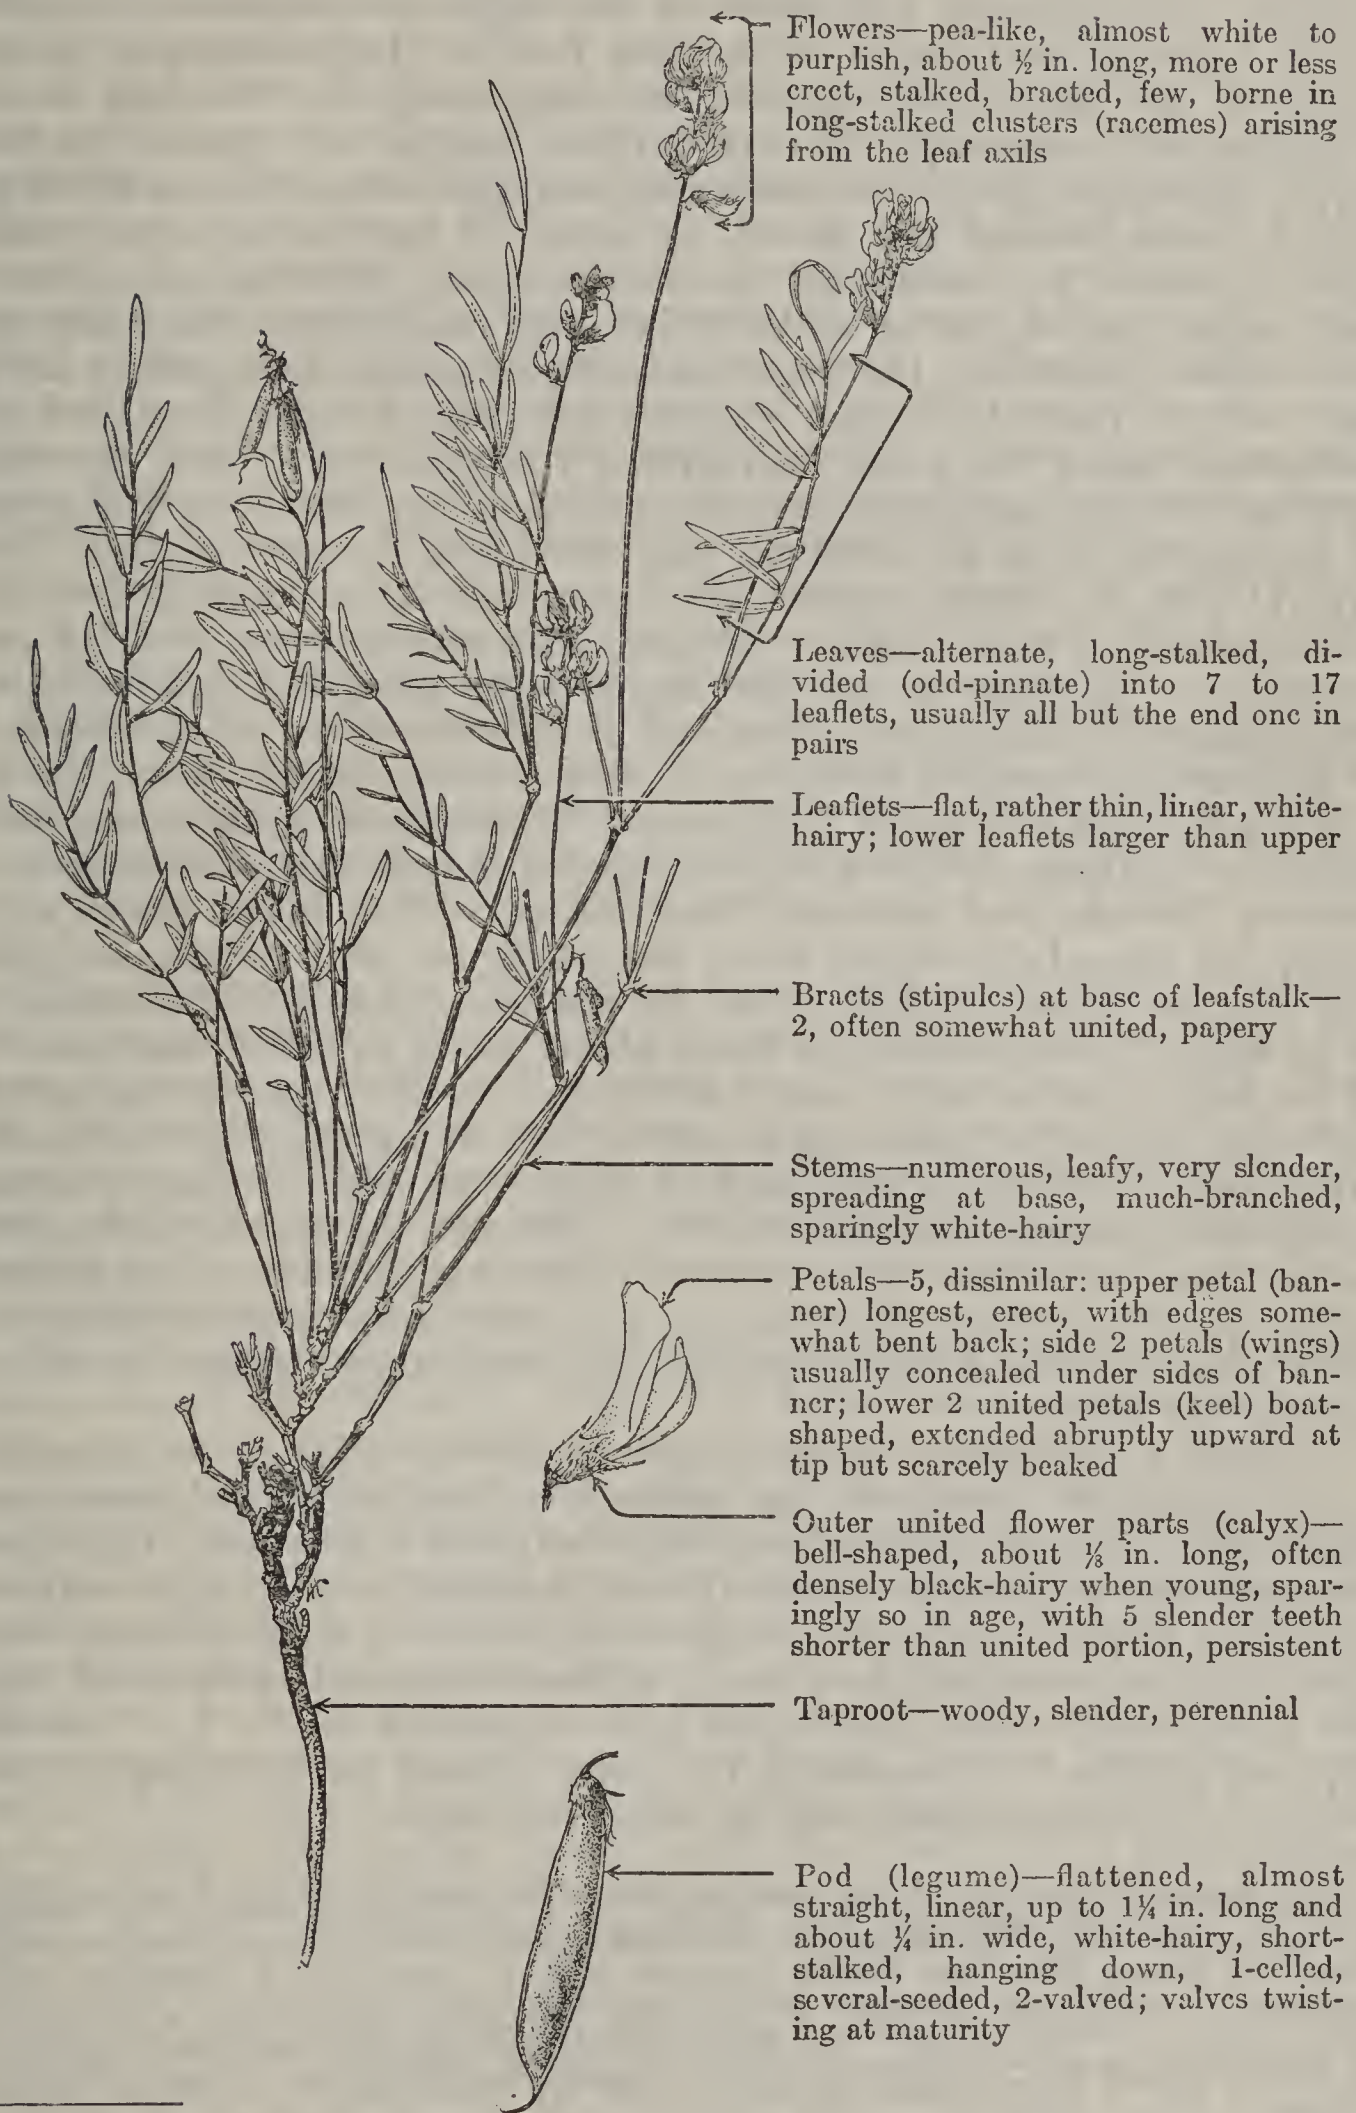 Flowers—pea-like, almost white to
purplish, about ½ in. long, more or less
erect, stalked, bracted, few, borne in
long-stalked clusters (racemes) arising
from the leaf axils
Leaves—alternate, long-stalked, di-
vided (odd-pinnate) into 7 to 17
leaflets, usually all but the end one in
pairs
Leaflets—flat, rather thin, linear, white-
hairy; lower leaflets larger than upper
Bracts (stipules) at base of leafstalk—
2, often somewhat united, papery
Stems—numerous, leafy, very slender,
spreading at base, much-branched,
sparingly white-hairy
Petals—5, dissimilar: upper petal (ban-
ner) longest, erect, with edges some-
what bent back; side 2 petals (wings)
usually concealed under sides of ban-
ner; lower 2 united petals (keel) boat-
shaped, extended abruptly upward at
tip but scarcely beaked
Outer united flower parts (calyx)—
bell-shaped, about ⅛ in. long, often
densely black-hairy when young, spar-
ingly so in age, with 5 slender teeth
shorter than united portion, persistent
Taproot—woody, slender, perennial
Pod (legume)—flattened, almost
straight, linear, up to 1¼ in. long and
about ¼ in. wide, white-hairy, short-
stalked, hanging down, 1-celled,
several-seeded, 2-valved; valves twist-
ing at maturity